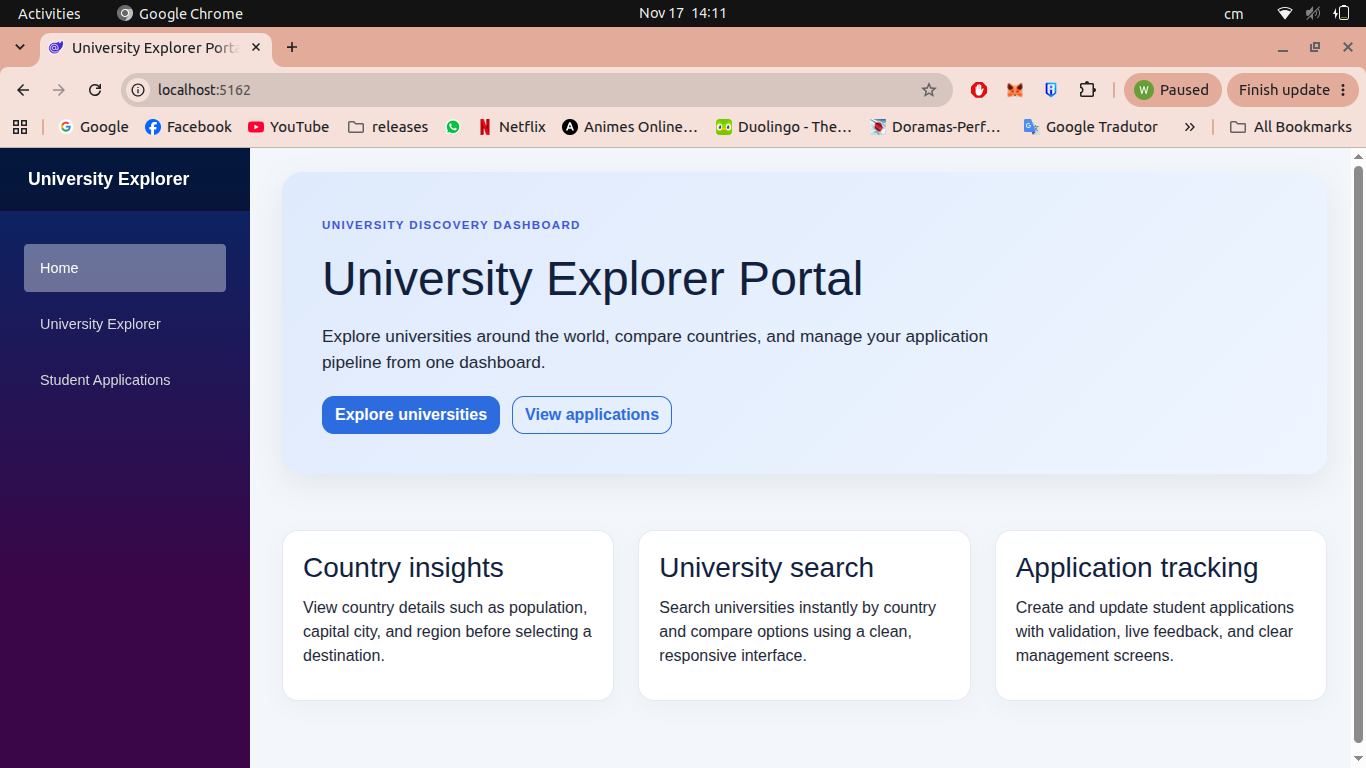 Activities Google Chrome Nov 17 14:11 cm
University Explorer Porta
localhost:5162 W Paused Finish update
Google Facebook YouTube releases Netflix Animes Online… Duolingo - The… Doramas-Perf… Google Tradutor All Bookmarks
University Explorer
Home
University Explorer
Student Applications
UNIVERSITY DISCOVERY DASHBOARD
University Explorer Portal
Explore universities around the world, compare countries, and manage your application
pipeline from one dashboard.
Explore universities View applications
Country insights
View country details such as population,
capital city, and region before selecting a
destination.
University search
Search universities instantly by country
and compare options using a clean,
responsive interface.
Application tracking
Create and update student applications
with validation, live feedback, and clear
management screens.